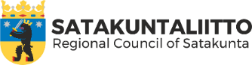 SATAKUNTALIITTO
Regional Council of Satakunta